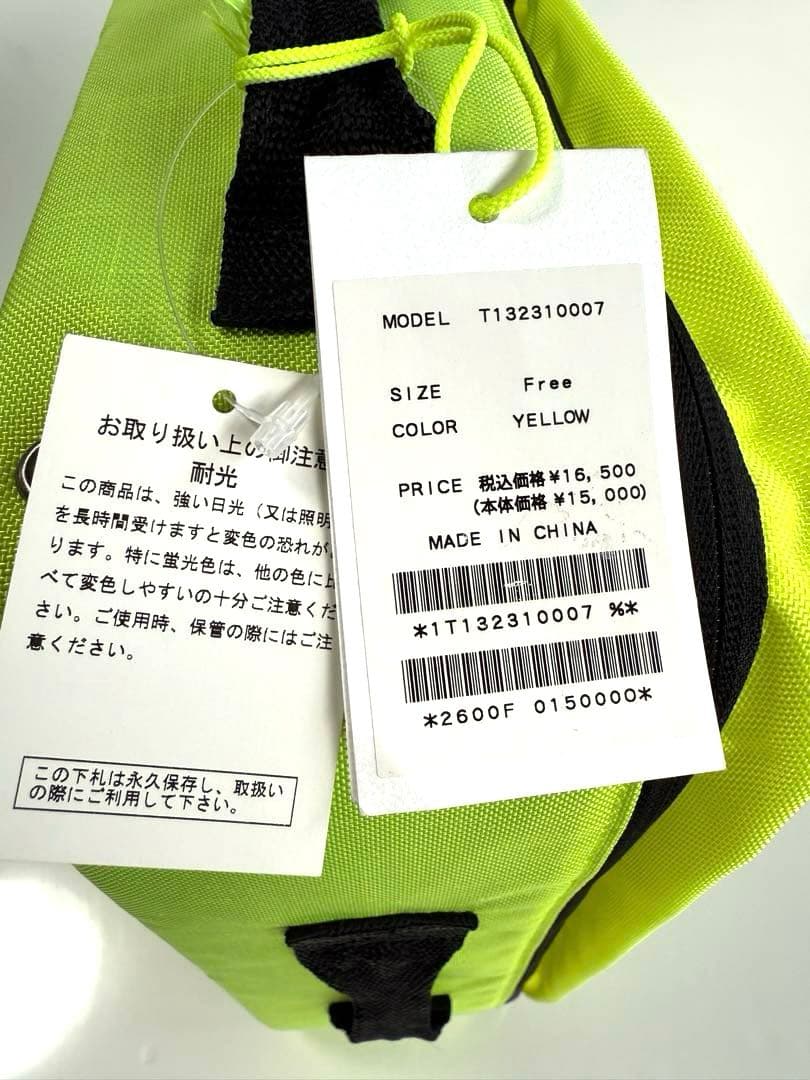 MODEL T132310007
SIZE Free
COLOR YELLOW
PRICE 税込価格¥16,500
(本体価格¥15,000)
MADE IN CHINA
*1T132310007 %*
*2600F 0150000*
お取り扱い上の御注意
耐光
この商品は、強い日光（又は照明
を長時間受けますと変色の恐れが
ります。特に蛍光色は、他の色に比
べて変色しやすいの十分ご注意くだ
さい。ご使用時、保管の際にはご注
意ください。
この下札は永久保存し、取扱い
の際にご利用して下さい。